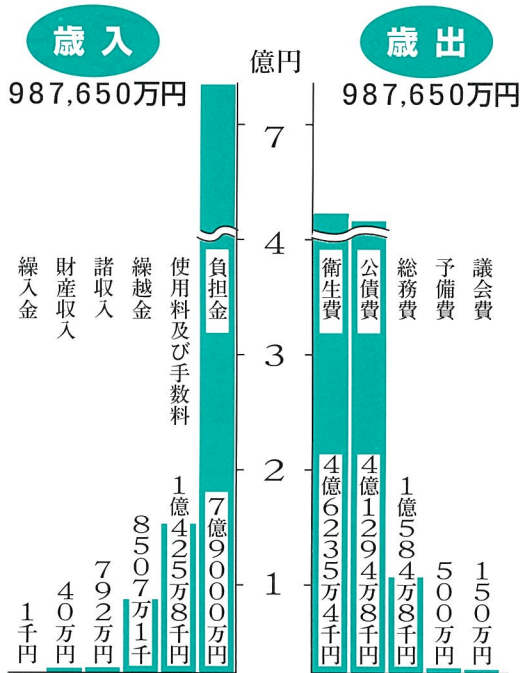 歳入
987,650万円
歳出
987,650万円
億円
7
4
3
2
1
負担金
7億9000万円
使用料及び手数料
1億425万8千円
繰越金
8507万1千円
諸収入
792万円
財産収入
40万円
繰入金
1千円
議会費
150万円
予備費
500万円
総務費
1億584万8千円
公債費
4億1294万8千円
衛生費
4億6235万4千円